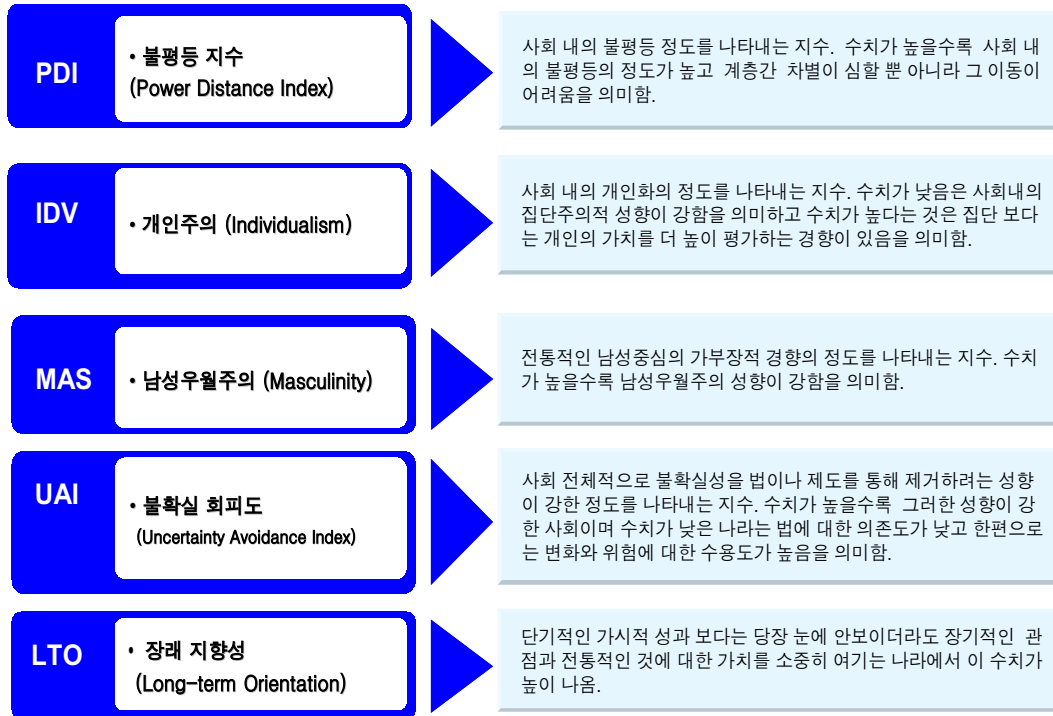 PDI
• 불평등 지수
(Power Distance Index)
사회 내의 불평등 정도를 나타내는 지수. 수치가 높을수록 사회 내
의 불평등의 정도가 높고 계층간 차별이 심할 뿐 아니라 그 이동이
어려움을 의미함.
IDV
• 개인주의 (Individualism)
사회 내의 개인화의 정도를 나타내는 지수. 수치가 낮음은 사회내의
집단주의적 성향이 강함을 의미하고 수치가 높다는 것은 집단 보다
는 개인의 가치를 더 높이 평가하는 경향이 있음을 의미함.
MAS
• 남성우월주의 (Masculinity)
전통적인 남성중심의 가부장적 경향의 정도를 나타내는 지수. 수치
가 높을수록 남성우월주의 성향이 강함을 의미함.
UAI
• 불확실 회피도
(Uncertainty Avoidance Index)
사회 전체적으로 불확실성을 법이나 제도를 통해 제거하려는 성향
이 강한 정도를 나타내는 지수. 수치가 높을수록 그러한 성향이 강
한 사회이며 수치가 낮은 나라는 법에 대한 의존도가 낮고 한편으로
는 변화와 위험에 대한 수용도가 높음을 의미함.
LTO
• 장래 지향성
(Long-term Orientation)
단기적인 가시적 성과 보다는 당장 눈에 안보이더라도 장기적인 관
점과 전통적인 것에 대한 가치를 소중히 여기는 나라에서 이 수치가
높이 나옴.